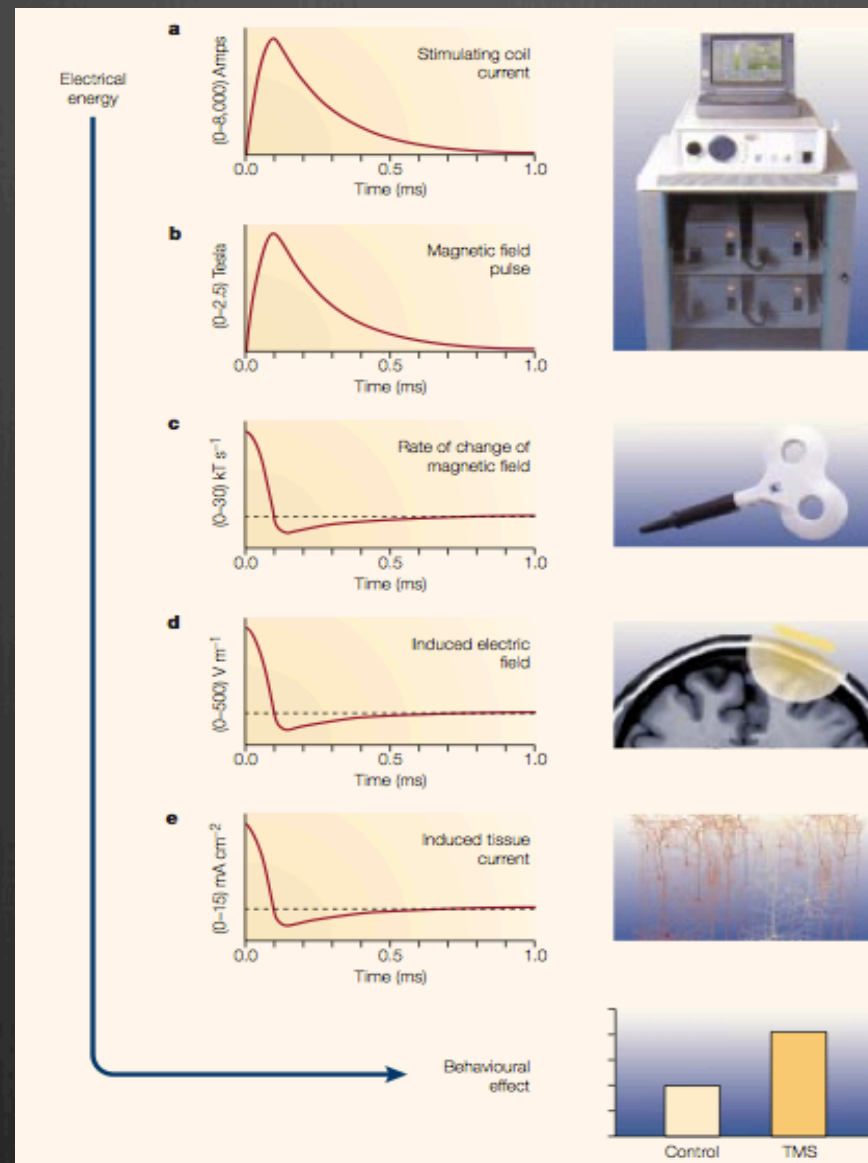 Electrical
energy
a
(0–8,000) Amps
Stimulating coil
current
0.0 0.5 1.0
Time (ms)
b
(0–2.5) Tesla
Magnetic field
pulse
0.0 0.5 1.0
Time (ms)
c
(0–30) kT s⁻¹
Rate of change of
magnetic field
0.0 0.5 1.0
Time (ms)
d
(0–500) V m⁻¹
Induced electric
field
0.0 0.5 1.0
Time (ms)
e
(0–15) mA cm⁻²
Induced tissue
current
0.0 0.5 1.0
Time (ms)
Behavioural
effect
Control TMS